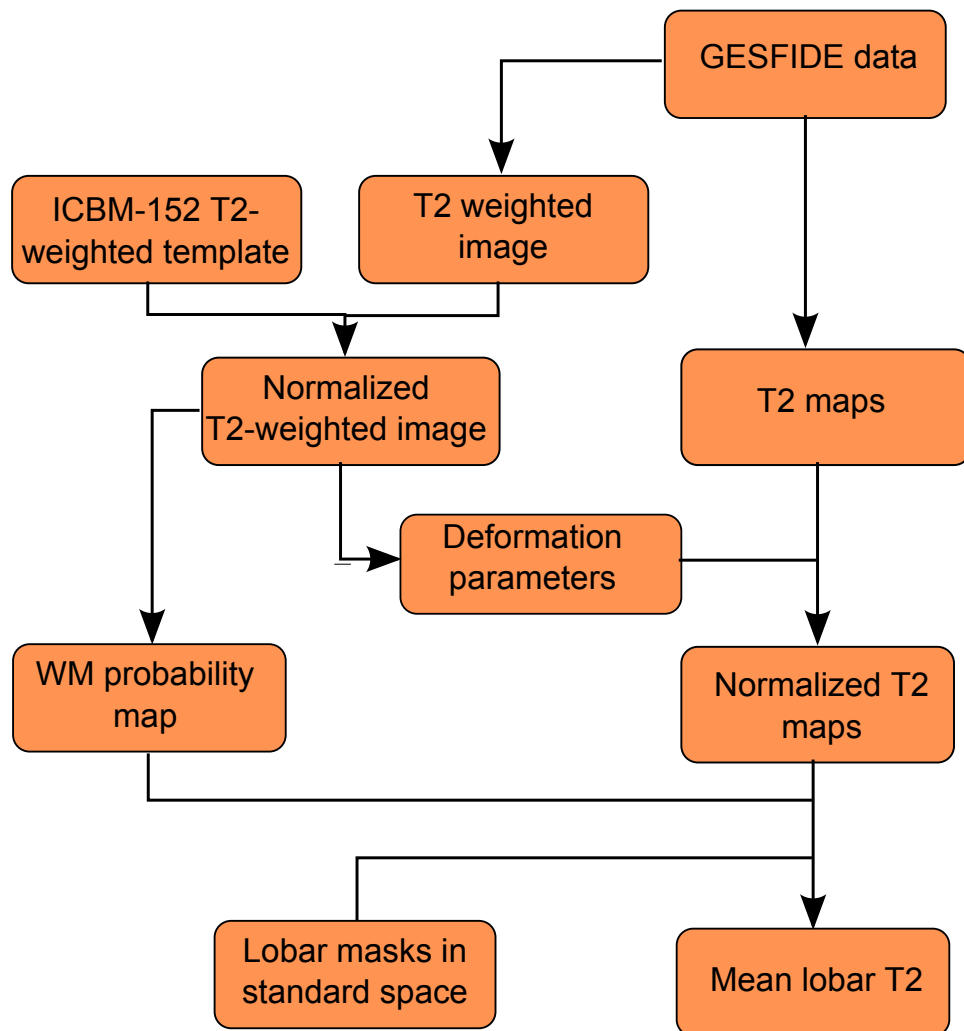 GESFIDE data
ICBM-152 T2-
weighted template
T2 weighted
image
Normalized
T2-weighted image
T2 maps
Deformation
parameters
WM probability
map
Normalized T2
maps
Lobar masks in
standard space
Mean lobar T2